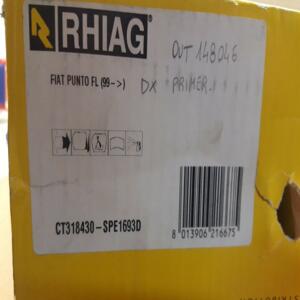 RHIAG
OUT 148046
FIAT PUNTO FL (99->)
DX PRIMER
CT318430-SPE1693D
8 013906 216675